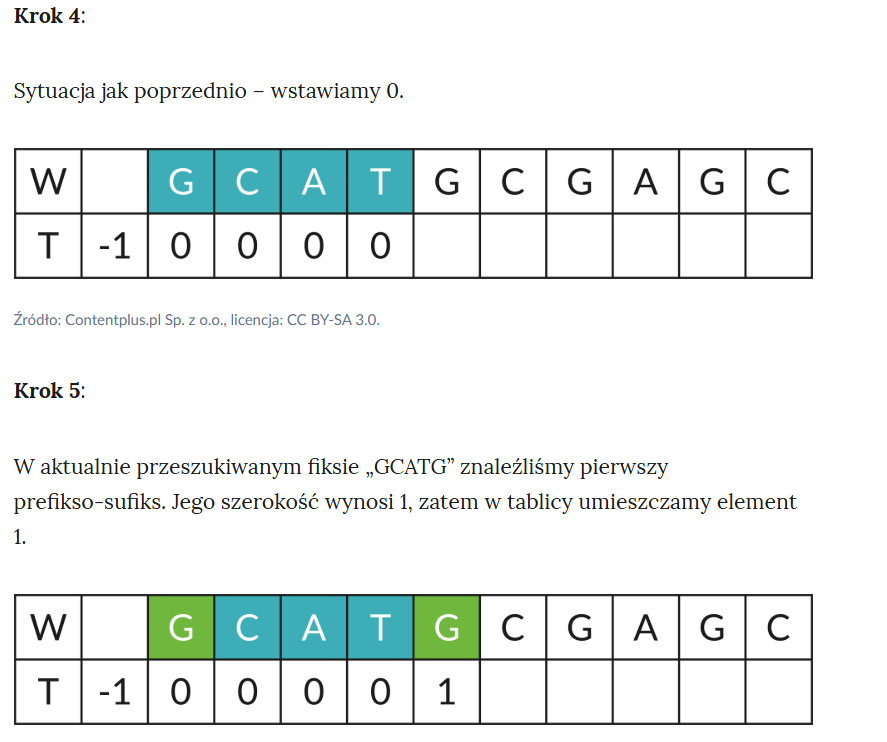 Krok 4:
Sytuacja jak poprzednio – wstawiamy 0.
W G C A T G C G A G C
T -1 0 0 0 0
Źródło: Contentplus.pl Sp. z o.o., licencja: CC BY-SA 3.0.
Krok 5:
W aktualnie przeszukiwanym fiksie „GCATG” znaleźliśmy pierwszy
prefikso-sufiks. Jego szerokość wynosi 1, zatem w tablicy umieszczamy element
1.
W G C A T G C G A G C
T -1 0 0 0 0 1